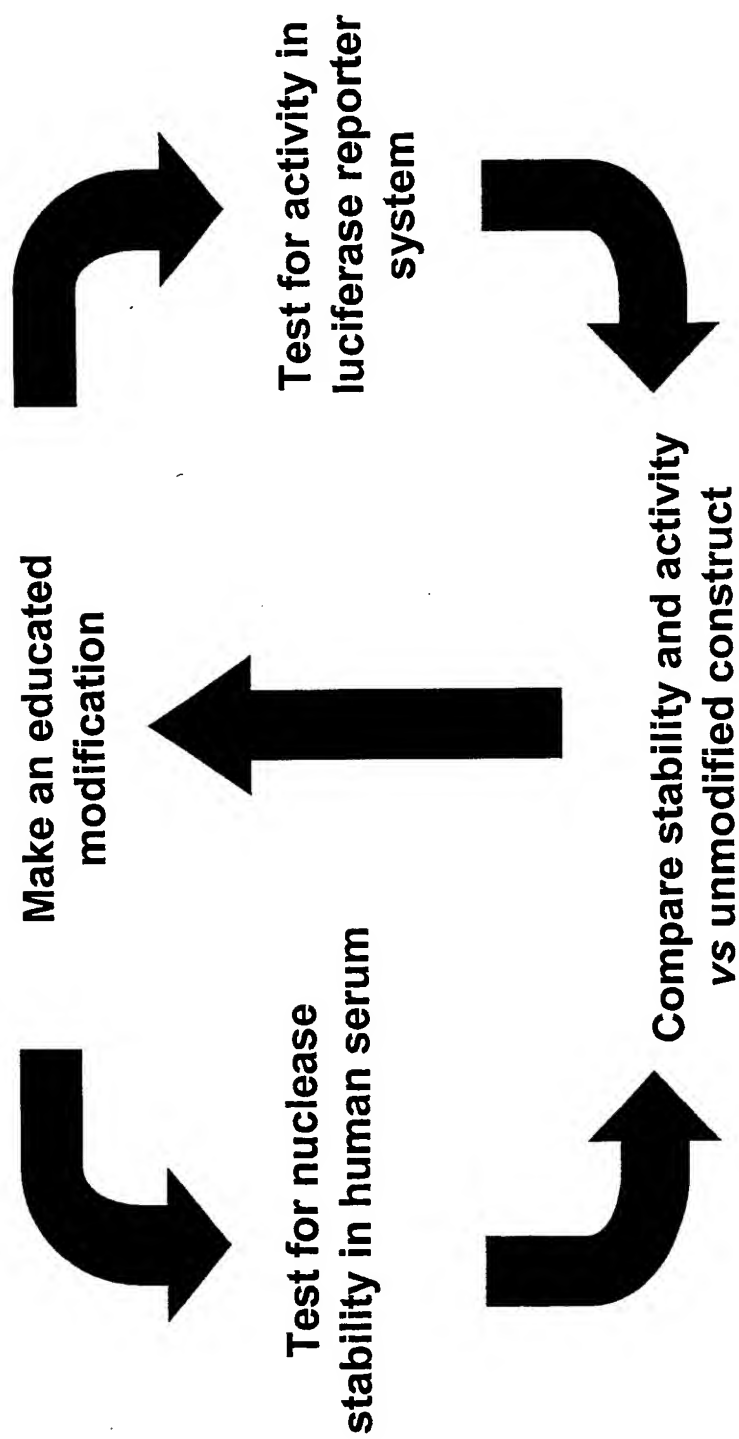 Make an educated
modification
Test for nuclease
stability in human serum
Test for activity in
luciferase reporter
system
Compare stability and activity
vs unmodified construct